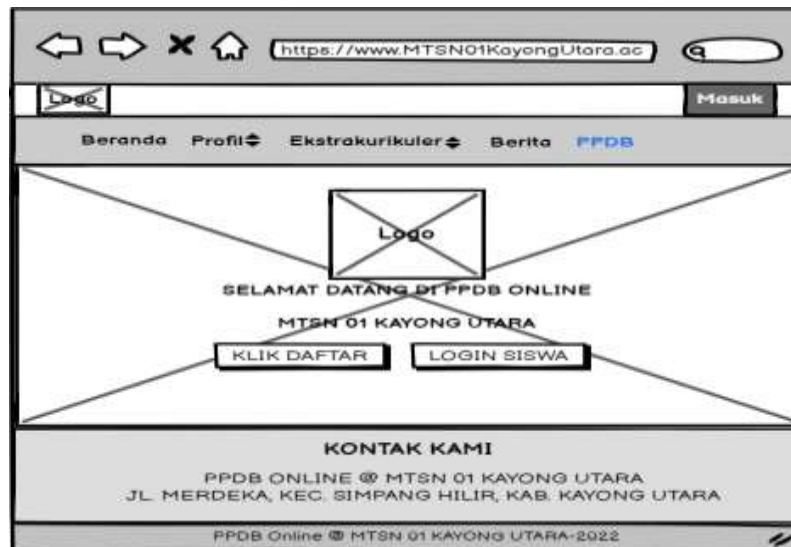 https://www.MTSN01KayongUtara.ac
Logo
Masuk
Beranda Profil Ekstrakurikuler Berita PPDB
Logo
SELAMAT DATANG DI PPDB ONLINE
MTSN 01 KAYONG UTARA
KLIK DAFTAR LOGIN SISWA
KONTAK KAMI
PPDB ONLINE @ MTSN 01 KAYONG UTARA
JL. MERDEKA, KEC. SIMPANG HILIR, KAB. KAYONG UTARA
PPDB Online @ MTSN 01 KAYONG UTARA-2022